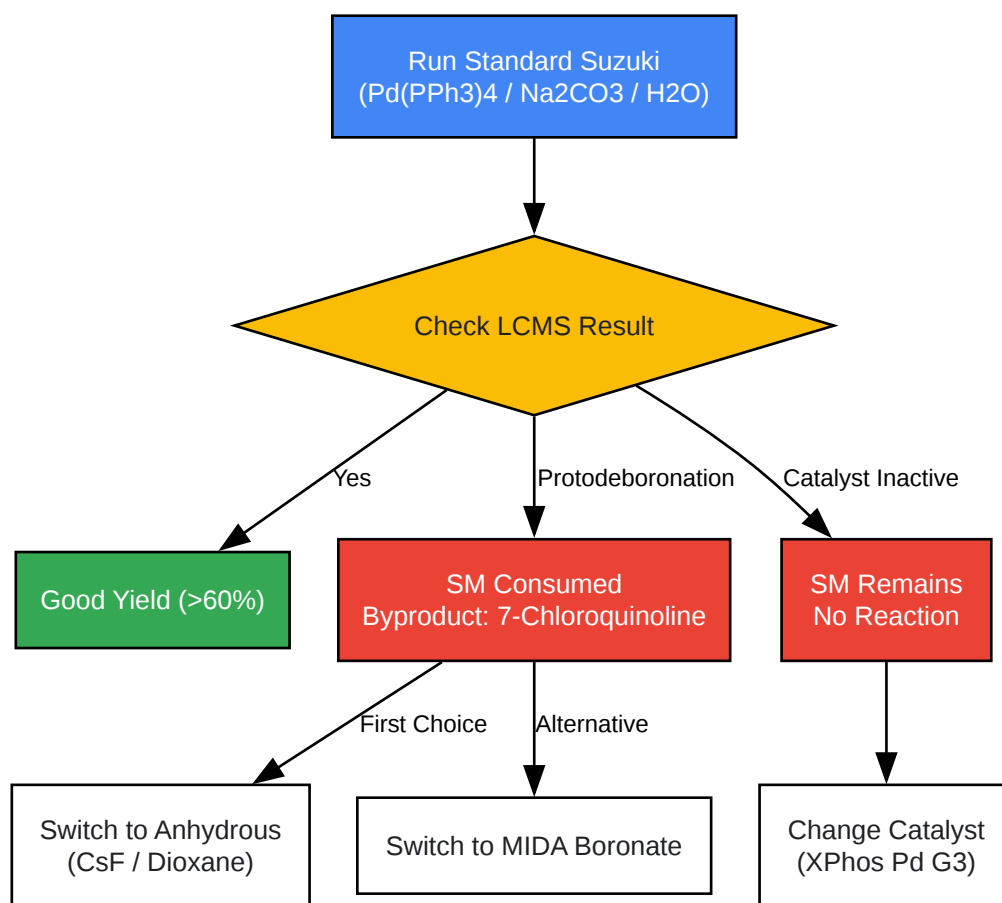 Run Standard Suzuki
(Pd(PPh3)4 / Na2CO3 / H2O)
Check LCMS Result
Yes
Protodeboronation
Catalyst Inactive
Good Yield (>60%)
SM Consumed
Byproduct: 7-Chloroquinoline
SM Remains
No Reaction
First Choice
Alternative
Switch to Anhydrous
(CsF / Dioxane)
Switch to MIDA Boronate
Change Catalyst
(XPhos Pd G3)